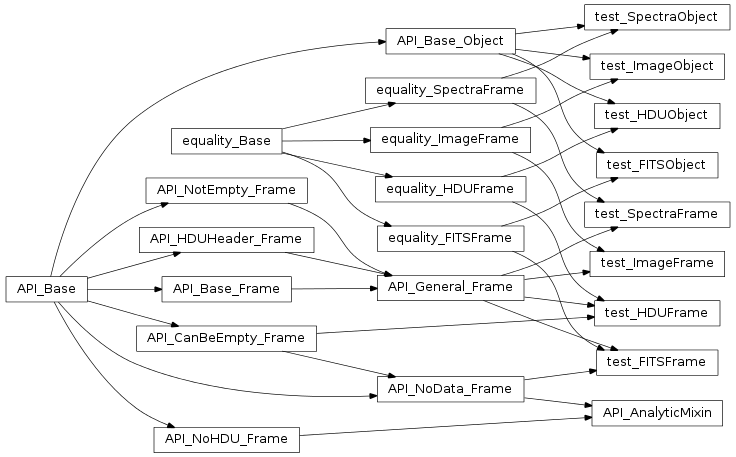 test_SpectraObject
API_Base_Object
test_ImageObject
equality_SpectraFrame
test_HDUObject
equality_Base
equality_ImageFrame
test_FITSObject
API_NotEmpty_Frame
equality_HDUFrame
test_SpectraFrame
API_HDUHeader_Frame
equality_FITSFrame
test_ImageFrame
API_Base
API_Base_Frame
API_General_Frame
test_HDUFrame
API_CanBeEmpty_Frame
test_FITSFrame
API_NoData_Frame
API_AnalyticMixin
API_NoHDU_Frame